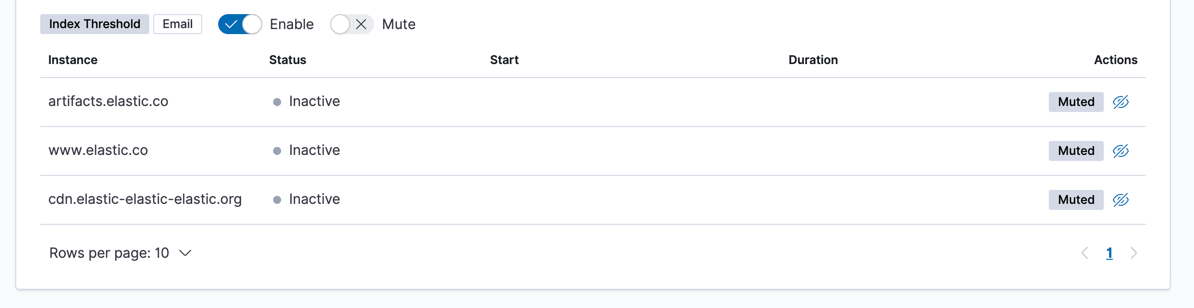 Index Threshold Email Enable Mute
Instance Status Start Duration Actions
artifacts.elastic.co Inactive Muted
www.elastic.co Inactive Muted
cdn.elastic-elastic-elastic.org Inactive Muted
Rows per page: 10 1